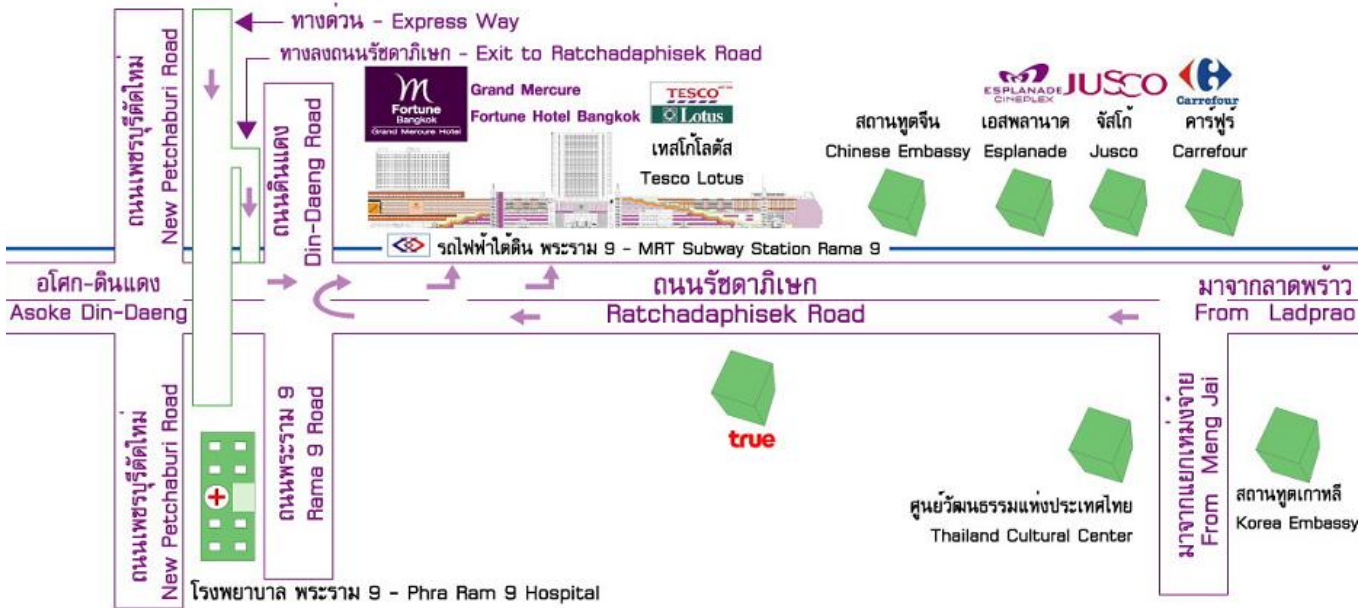 ทางด่วน - Express Way
ทางลงถนนรัชดาภิเษก - Exit to Ratchadaphisek Road
ถนนเพชรบุรีตัดใหม่
New Petchaburi Road
ถนนดินแดง
Din-Daeng Road
m
Fortune
Bangkok
Grand Mercure Hotel
Grand Mercure
Fortune Hotel Bangkok
TESCO
Lotus
เทสโก้โลตัส
Tesco Lotus
สถานทูตจีน
Chinese Embassy
ESPLANADE
CINEPLEX
เอสพลานาด
Esplanade
JUSCO
จัสโก้
Jusco
Carrefour
คาร์ฟูร์
Carrefour
รถไฟฟ้าใต้ดิน พระราม 9 - MRT Subway Station Rama 9
อโศก-ดินแดง
Asoke Din-Daeng
ถนนรัชดาภิเษก
Ratchadaphisek Road
มาจากลาดพร้าว
From Ladprao
ถนนเพชรบุรีตัดใหม่
New Petchaburi Road
ถนนพระราม 9
Rama 9 Road
true
ศูนย์วัฒนธรรมแห่งประเทศไทย
Thailand Cultural Center
มาจากแยกเหม่งจ๋าย
From Meng Jai
สถานทูตเกาหลี
Korea Embassy
โรงพยาบาล พระราม 9 - Phra Ram 9 Hospital